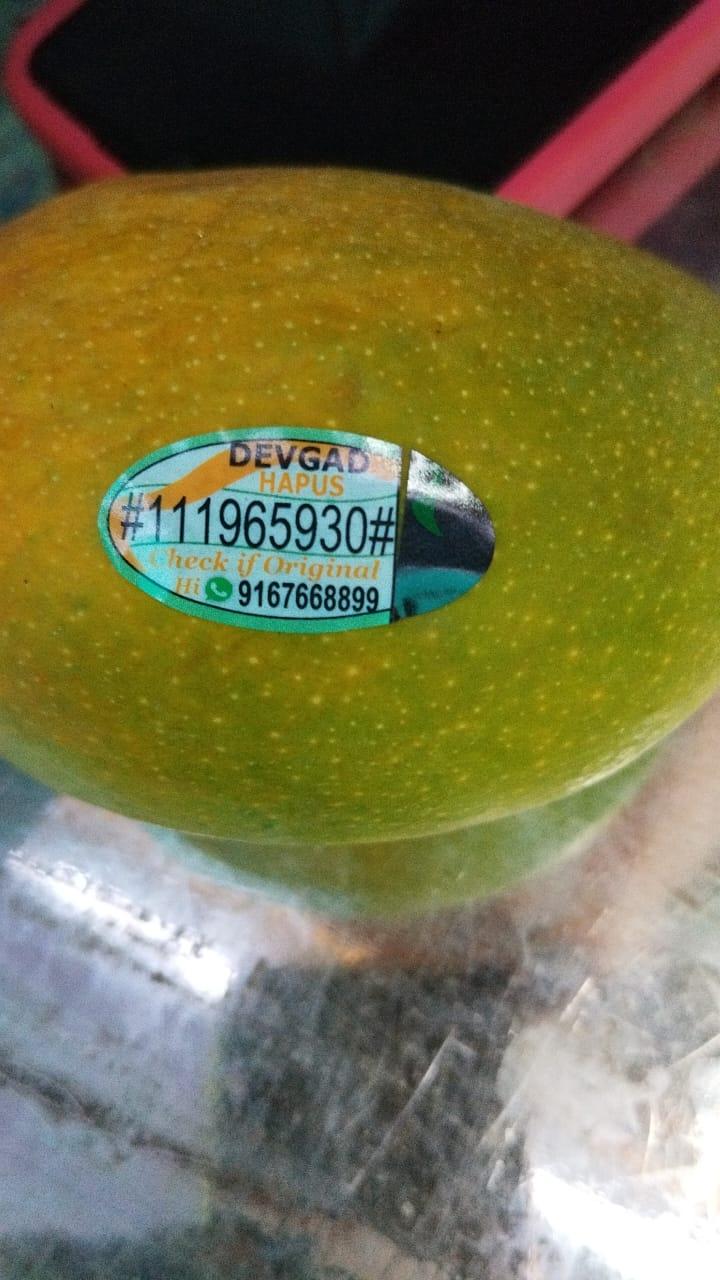 DEVGAD
HAPUS
#111965930#
Check if Original
Hi 9167668899